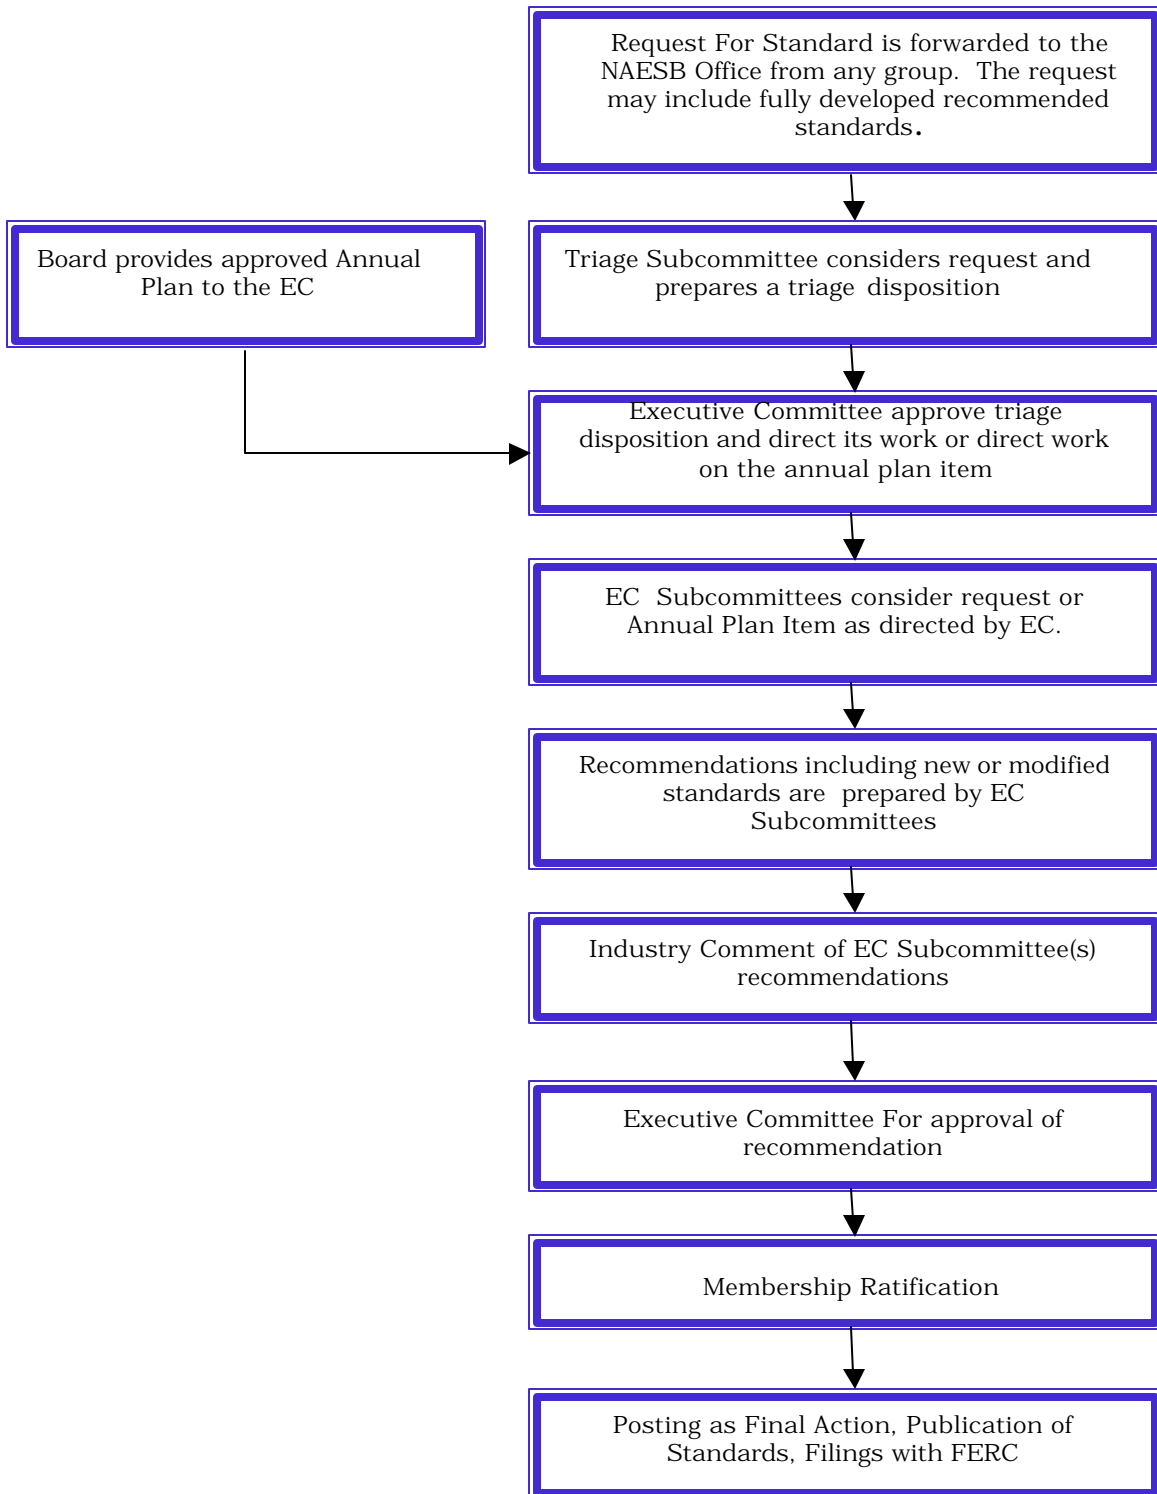 Request For Standard is forwarded to the
NAESB Office from any group.  The request
may include fully developed recommended
standards.
Board provides approved Annual
Plan to the EC
Triage Subcommittee considers request and
prepares a triage disposition
Executive Committee approve triage
disposition and direct its work or direct work
on the annual plan item
EC  Subcommittees consider request or
Annual Plan Item as directed by EC.
Recommendations including new or modified
standards are  prepared by EC
Subcommittees
Industry Comment of EC Subcommittee(s)
recommendations
Executive Committee For approval of
recommendation
Membership Ratification
Posting as Final Action, Publication of
Standards, Filings with FERC